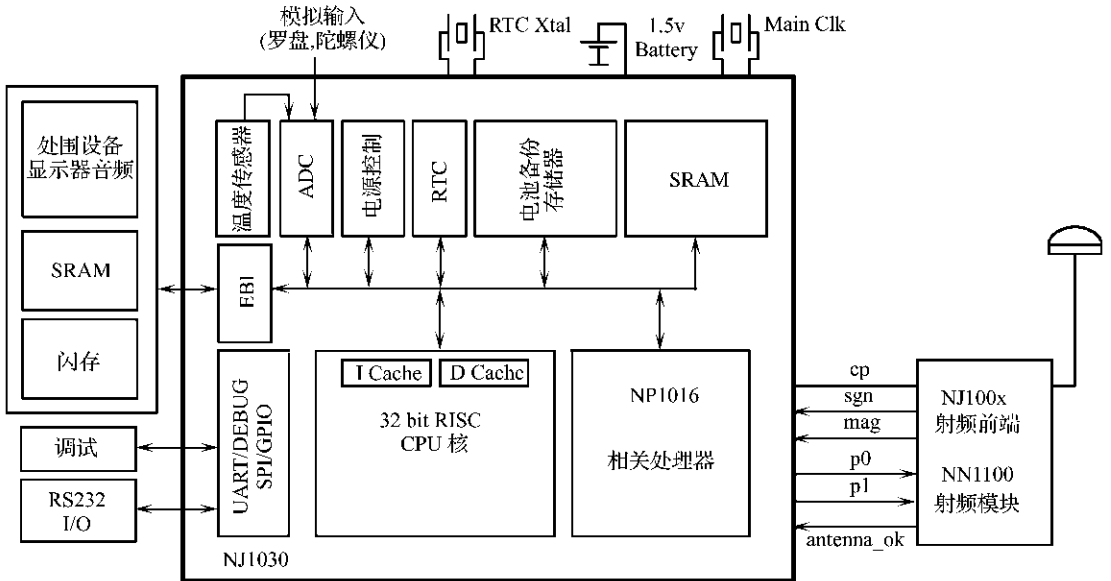 模拟输入
(罗盘,陀螺仪)
RTC Xtal
1.5v
Battery
Main Clk
处围设备
显示器音频
SRAM
闪存
调试
RS232
I/O
温度传感器
ADC
电源控制
RTC
电池备份
存储器
SRAM
EBI
UART/DEBUG
SPI/GPIO
I Cache
D Cache
32 bit RISC
CPU 核
NP1016
相关处理器
NJ1030
cp
sgn
mag
p0
p1
antenna_ok
NJ100x
射频前端
NN1100
射频模块